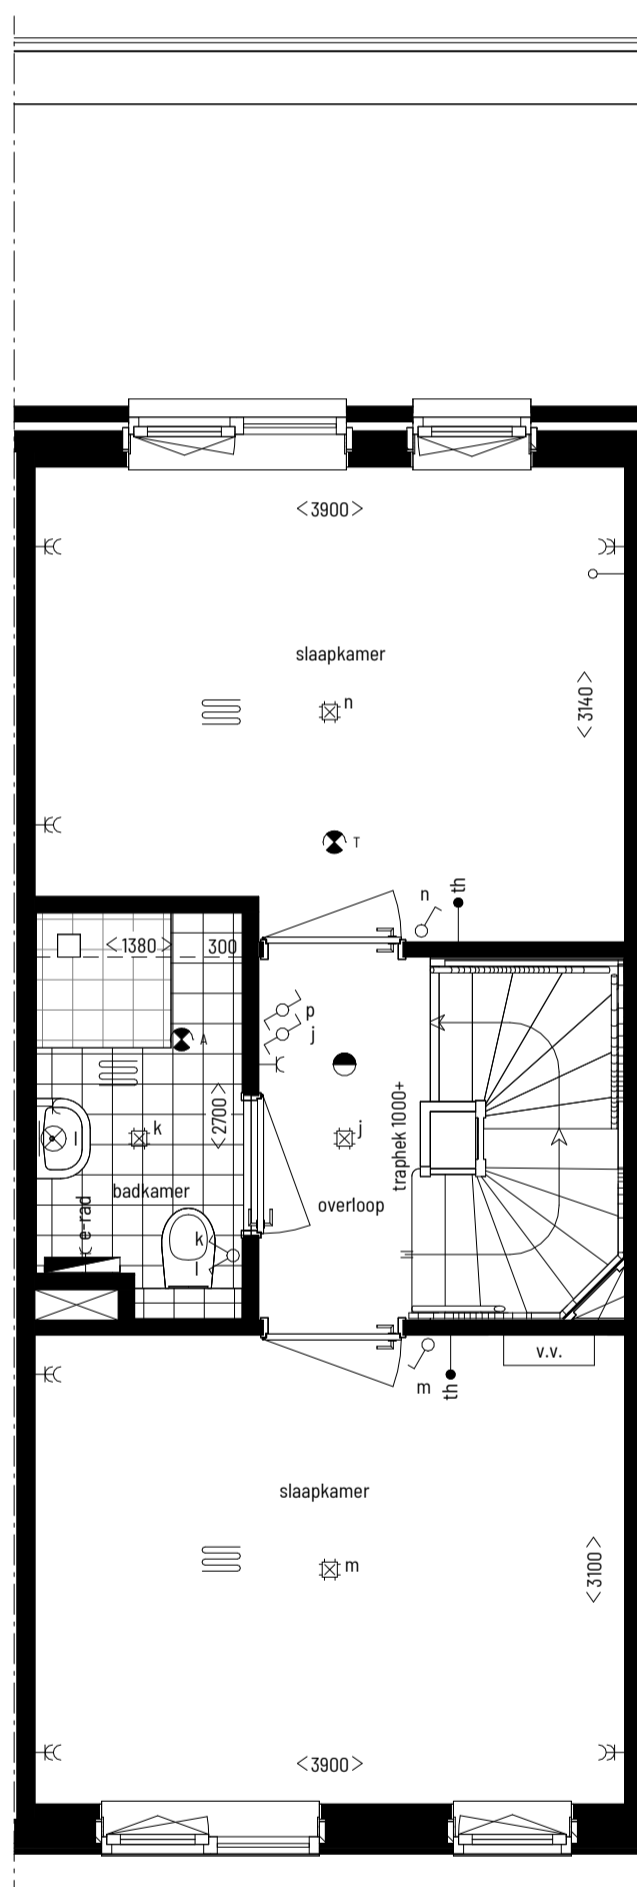 <3900>
slaapkamer
<3140>
n
T
n
th
<1380>
300
p
j
A
<2700>
k
j
traphek 1000+
badkamer
overloop
e-rad
k
l
v.v.
m
th
slaapkamer
m
<3100>
<3900>